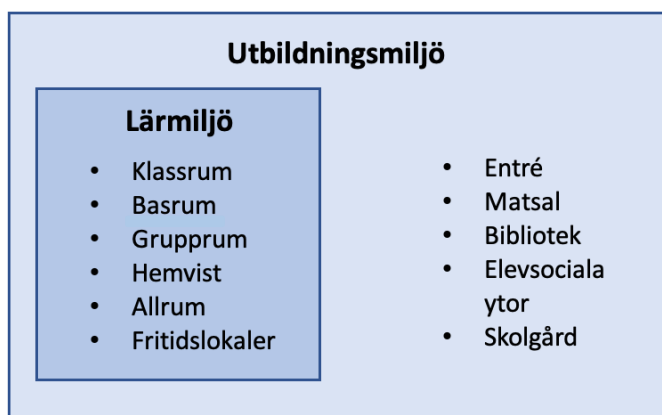 Utbildningsmiljö
Lärmiljö
• Klassrum
• Basrum
• Grupprum
• Hemvist
• Allrum
• Fritidslokaler
• Entré
• Matsal
• Bibliotek
• Elevsociala
ytor
• Skolgård